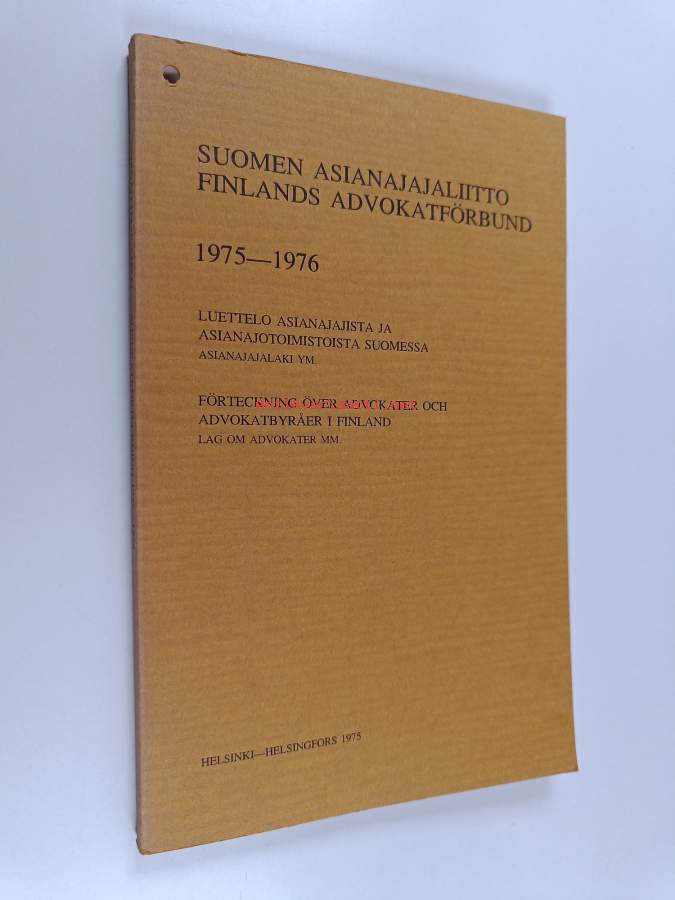 SUOMEN ASIANAJAJALIITTO
FINLANDS ADVOKATFÖRBUND
1975—1976
LUETTELO ASIANAJAJISTA JA
ASIANAJOTOIMISTOISTA SUOMESSA
ASIANAJAJALAKI YM.
FÖRTECKNING ÖVER ADVOKATER OCH
ADVOKATBYRÅER I FINLAND
LAG OM ADVOKATER MM.
HELSINKI—HELSINGFORS 1975